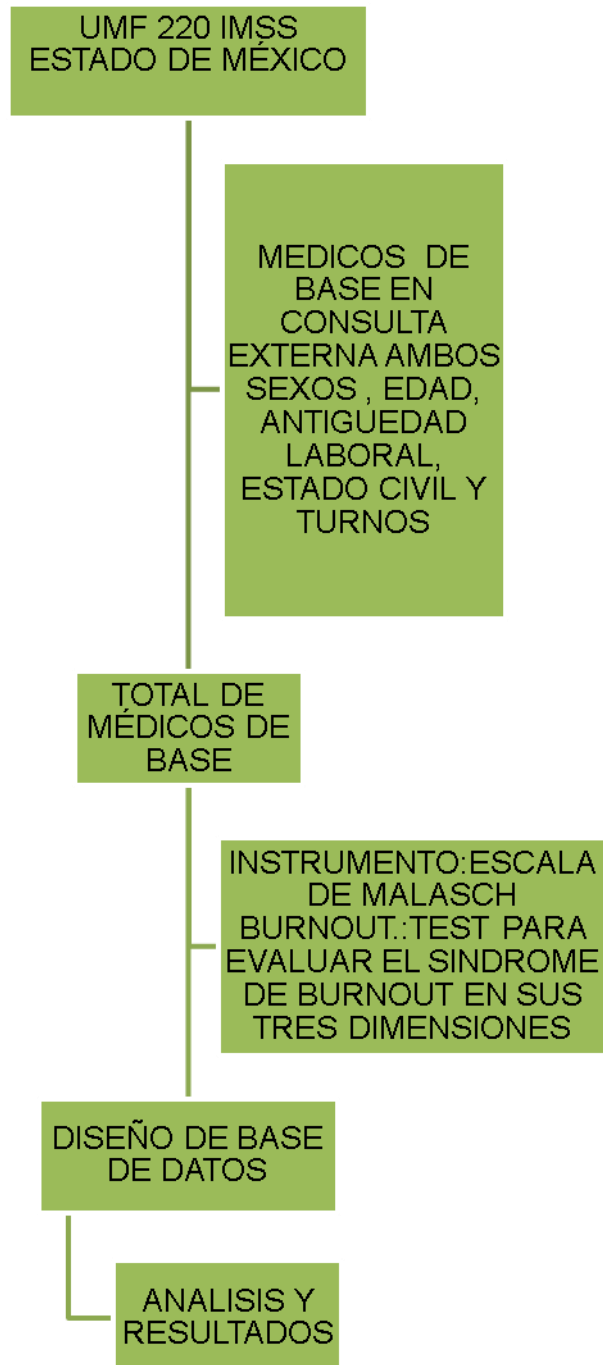 UMF 220 IMSS
ESTADO DE MÉXICO
MEDICOS DE
BASE EN
CONSULTA
EXTERNA AMBOS
SEXOS , EDAD,
ANTIGUEDAD
LABORAL,
ESTADO CIVIL Y
TURNOS
TOTAL DE
MÉDICOS DE
BASE
INSTRUMENTO:ESCALA
DE MALASCH
BURNOUT.:TEST PARA
EVALUAR EL SINDROME
DE BURNOUT EN SUS
TRES DIMENSIONES
DISEÑO DE BASE
DE DATOS
ANALISIS Y
RESULTADOS